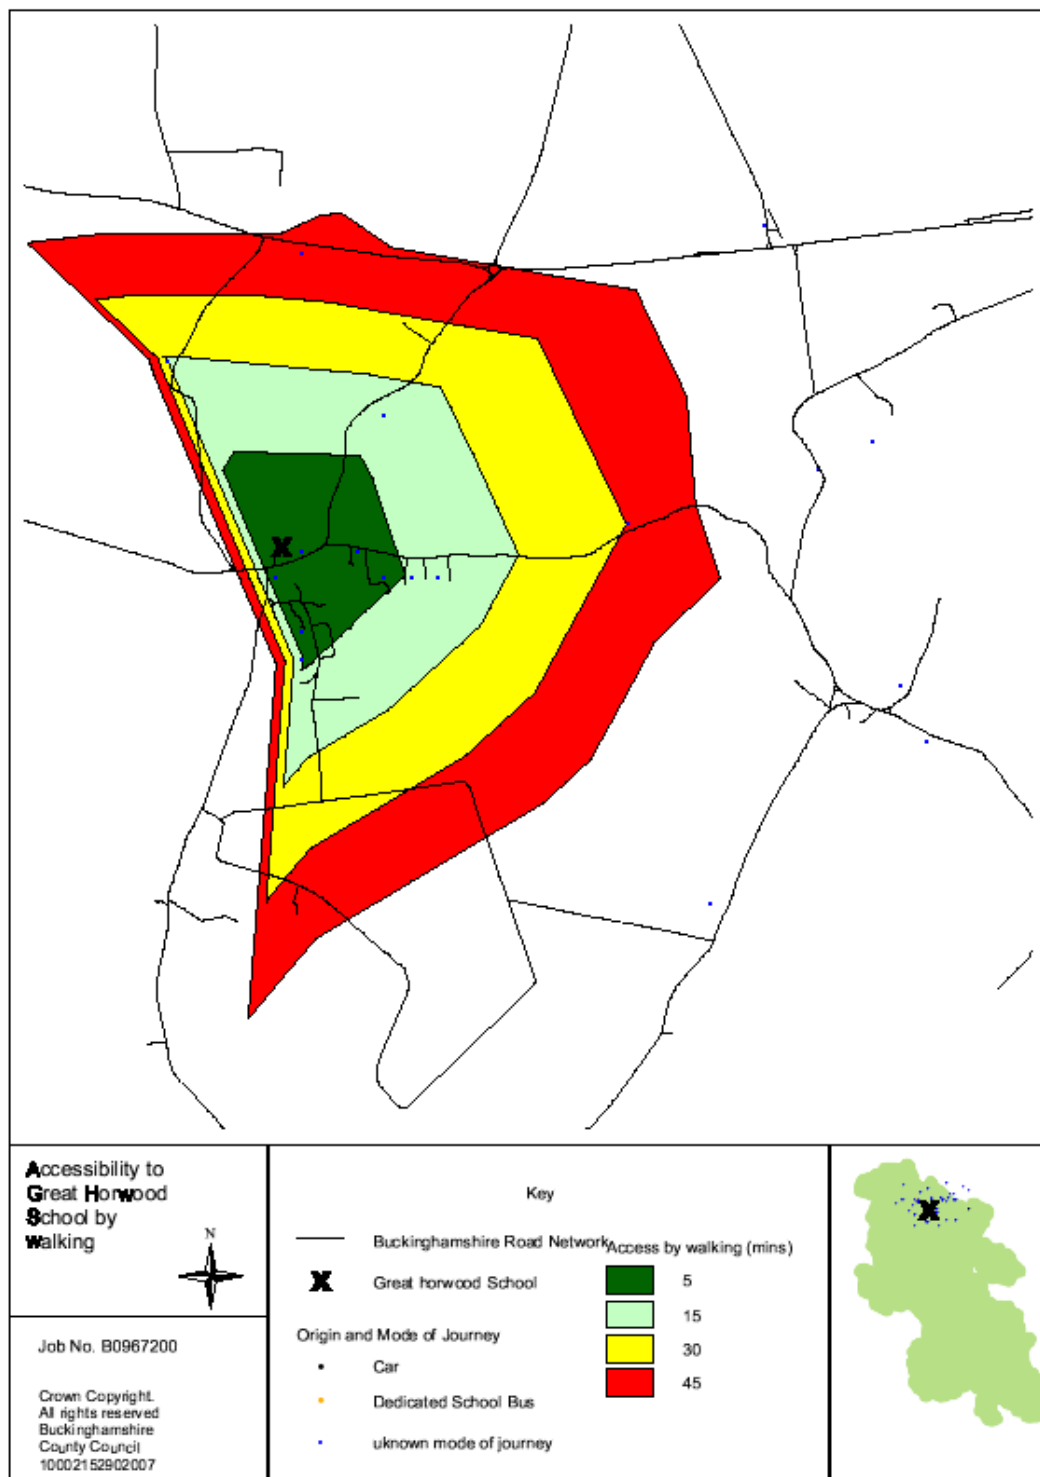 Accessibility to
Great Horwood
School by
walking
N
Job No. B0967200
Crown Copyright.
All rights reserved
Buckinghamshire
County Council
10002152902007
Key
Buckinghamshire Road Network
X Great horwood School
Origin and Mode of Journey
Car
Dedicated School Bus
uknown mode of journey
Access by walking (mins)
5
15
30
45
X
X